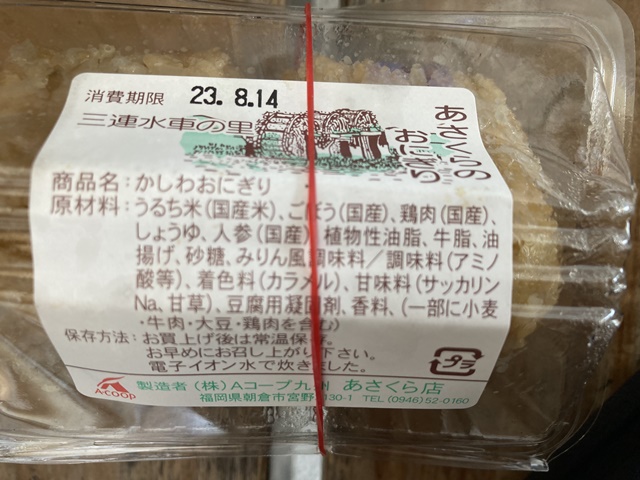 消費期限 23.8.14
三連水車の里
あさくらの
おにぎり
商品名:かしわおにぎり
原材料:うるち米(国産米)、ごぼう(国産)、鶏肉(国産)、
しょうゆ、人参(国産)、植物性油脂、牛脂、油
揚げ、砂糖、みりん風調味料/調味料(アミノ
酸等)、着色料(カラメル)、甘味料(サッカリン
Na、甘草)、豆腐用凝固剤、香料、(一部に小麦
・牛肉・大豆・鶏肉を含む)
保存方法:お買上げ後は常温保存。
お早めにお召し上がり下さい。
電子イオン水で炊きました。
プラ
A-COOP
製造者(株)Aコープ九州 あさくら店
福岡県朝倉市宮野 130-1 TEL(0946)52-0160